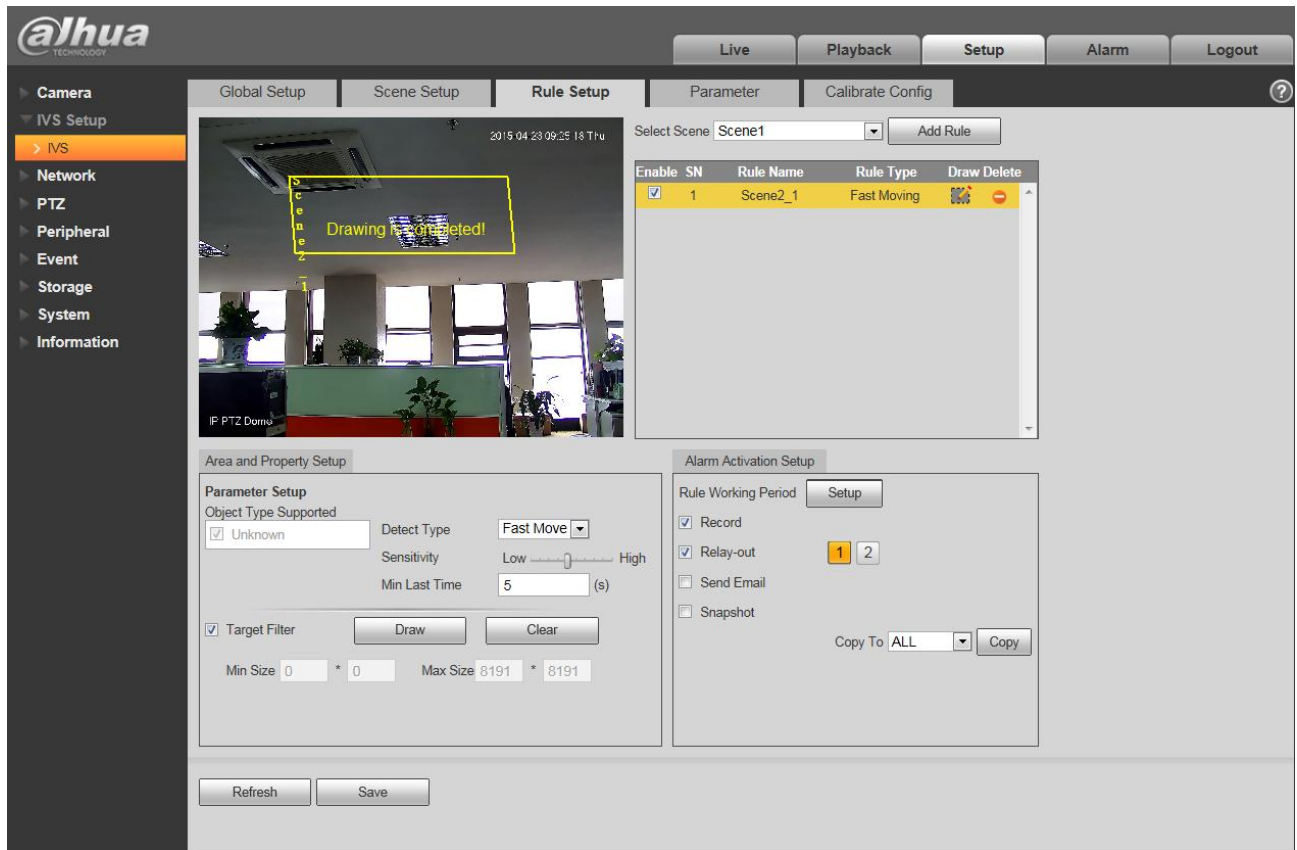 alhua
TECHNOLOGY
Live
Playback
Setup
Alarm
Logout
Camera
IVS Setup
IVS
Network
PTZ
Peripheral
Event
Storage
System
Information
Global Setup
Scene Setup
Rule Setup
Parameter
Calibrate Config
?
2015 04 23 09:25 18 Thu
Scene2_1
Drawing is completed!
IP PTZ Dome
Select Scene Scene1 Add Rule
Enable SN Rule Name Rule Type Draw Delete
1 Scene2_1 Fast Moving
Area and Property Setup
Parameter Setup
Object Type Supported
Unknown
Detect Type Fast Move
Sensitivity Low High
Min Last Time 5 (s)
Target Filter Draw Clear
Min Size 0 * 0 Max Size 8191 * 8191
Alarm Activation Setup
Rule Working Period Setup
Record
Relay-out 1 2
Send Email
Snapshot
Copy To ALL Copy
Refresh Save